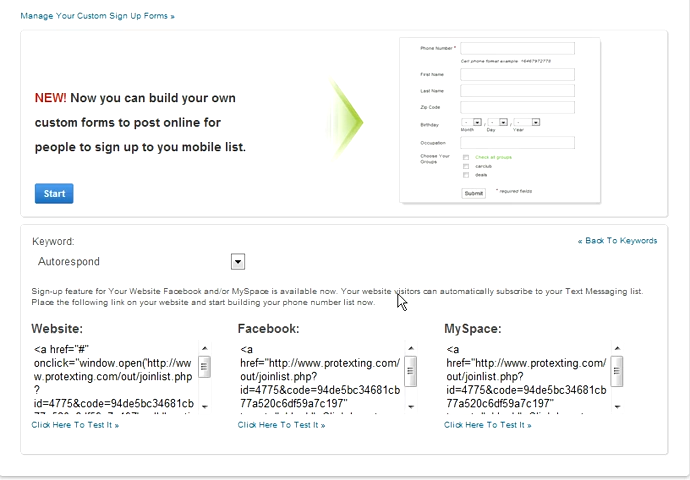 Manage Your Custom Sign Up Forms »
NEW! Now you can build your own
custom forms to post online for
people to sign up to you mobile list.
Start
Phone Number *
Cell phone format example: 16467972775
First Name
Last Name
Zip Code
Birthday
- / - / -
Month Day Year
Occupation
Choose Your
Groups
Check all groups
carclub
deals
Submit
* required fields
Keyword:
« Back To Keywords
Autorespond
Sign-up feature for Your Website Facebook and/or MySpace is available now. Your website visitors can automatically subscribe to your Text Messaging list.
Place the following link on your website and start building your phone number list now.
Website:
<a href="#"
onclick="window.open('http://ww
w.protexting.com/out/joinlist.php
?
id=4775&code=94de5bc34681cb
Click Here To Test It »
Facebook:
<a
href="http://www.protexting.com/
out/joinlist.php?
id=4775&code=94de5bc34681cb
77a520c6df59a7c197"
Click Here To Test It »
MySpace:
<a
href="http://www.protexting.com/
out/joinlist.php?
id=4775&code=94de5bc34681cb
77a520c6df59a7c197"
Click Here To Test It »